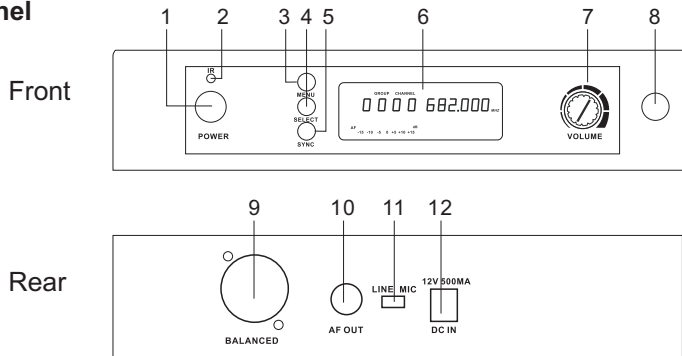 nel
1 2 3 4 5 6 7 8
Front
IR
MENU
SELECT
SYNC
POWER
GROUP CHANNEL
0000 682.000 MHZ
AF dB
-15 -10 -5 0 +5 +10 +15
VOLUME
9 10 11 12
Rear
BALANCED
AF OUT
LINE MIC
12V 500MA
DC IN